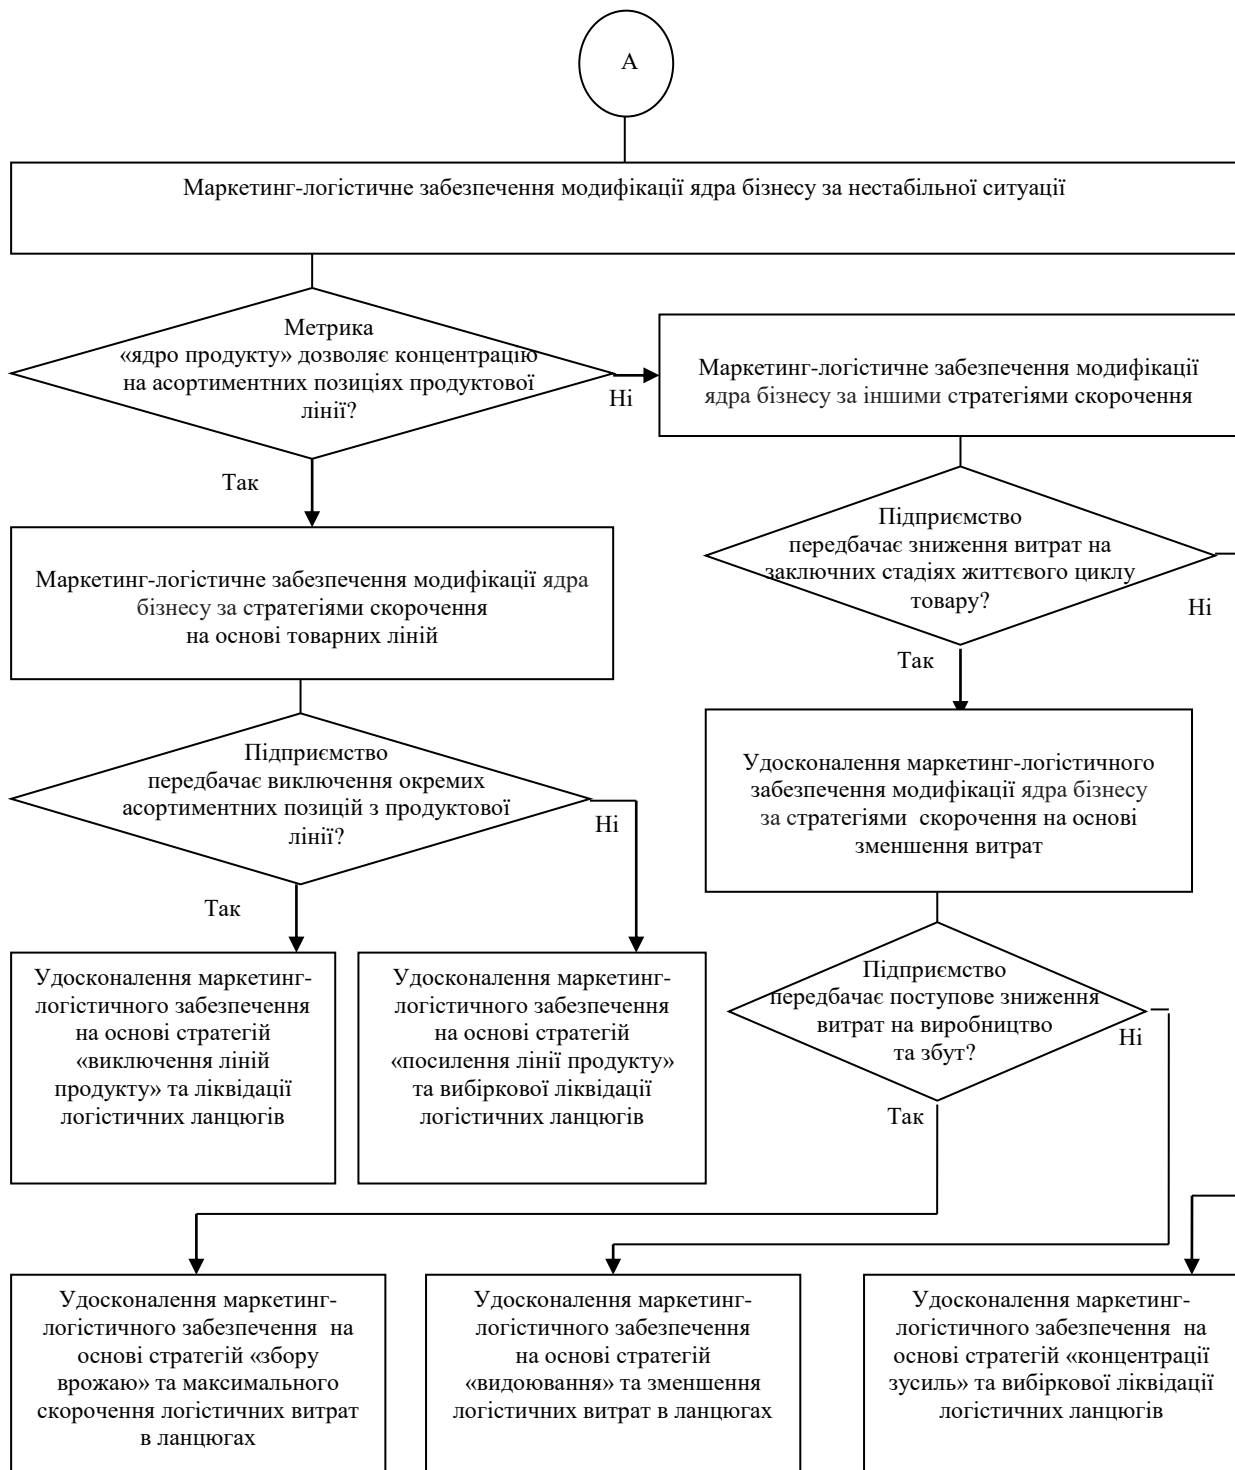 А
Маркетинг-логістичне забезпечення модифікації ядра бізнесу за нестабільної ситуації
Метрика
«ядро продукту» дозволяє концентрацію
на асортиментних позиціях продуктової
лінії?
Ні
Так
Маркетинг-логістичне забезпечення модифікації
ядра бізнесу за іншими стратегіями скорочення
Підприємство
передбачає зниження витрат на
заключних стадіях життєвого циклу
товару?
Ні
Так
Маркетинг-логістичне забезпечення модифікації ядра
бізнесу за стратегіями скорочення
на основі товарних ліній
Підприємство
передбачає виключення окремих
асортиментних позицій з продуктової
лінії?
Ні
Так
Удосконалення маркетинг-логістичного
забезпечення модифікації ядра бізнесу
за стратегіями скорочення на основі
зменшення витрат
Підприємство
передбачає поступове зниження
витрат на виробництво
та збут?
Ні
Так
Удосконалення маркетинг-
логістичного забезпечення
на основі стратегій
«виключення ліній
продукту» та ліквідації
логістичних ланцюгів
Удосконалення маркетинг-
логістичного забезпечення
на основі стратегій
«посилення лінії продукту»
та вибіркової ліквідації
логістичних ланцюгів
Удосконалення маркетинг-
логістичного забезпечення на
основі стратегій «збору
врожаю» та максимального
скорочення логістичних витрат
в ланцюгах
Удосконалення маркетинг-
логістичного забезпечення
на основі стратегій
«видоювання» та зменшення
логістичних витрат в ланцюгах
Удосконалення маркетинг-
логістичного забезпечення на
основі стратегій «концентрації
зусиль» та вибіркової ліквідації
логістичних ланцюгів